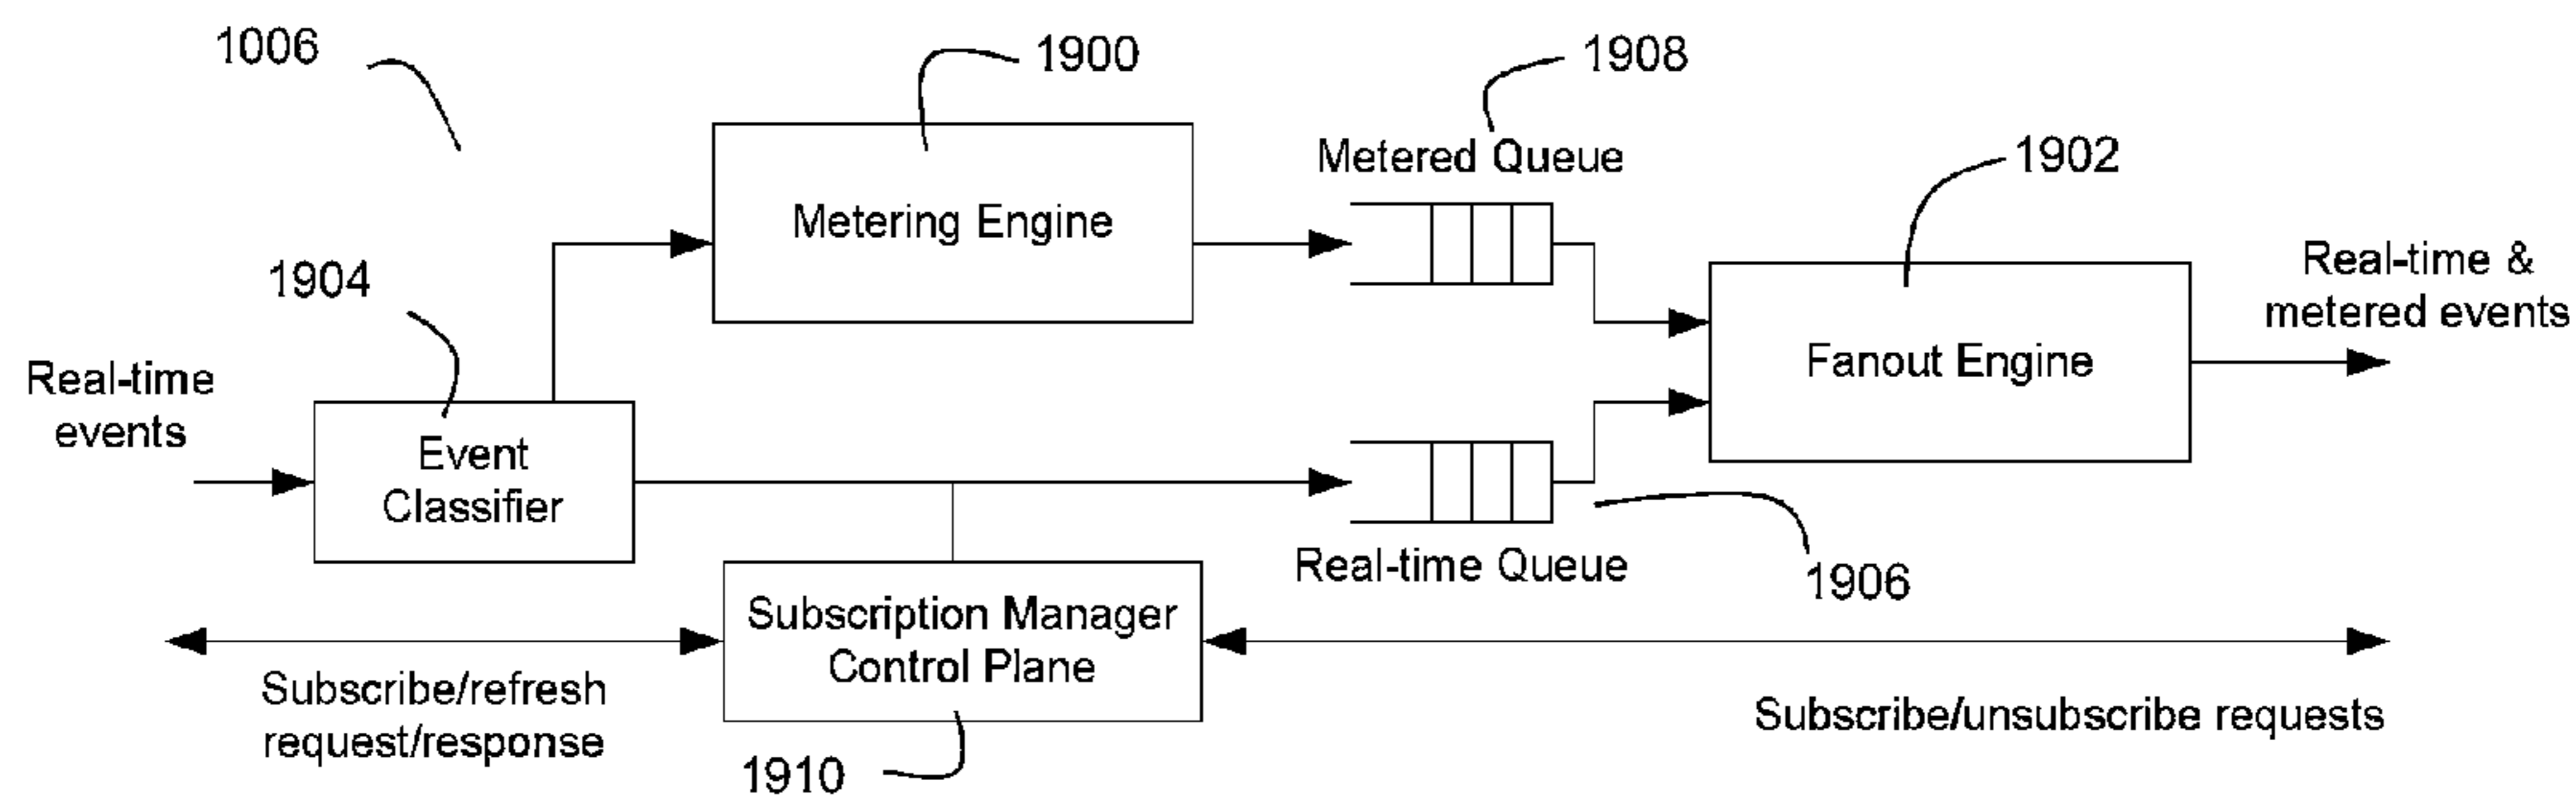 1006
1900
1908
Metered Queue
1902
Metering Engine
1904
Real-time &
metered events
Fanout Engine
Real-time
events
Event
Classifier
Real-time Queue
1906
Subscription Manager
Control Plane
Subscribe/refresh
request/response
Subscribe/unsubscribe requests
1910